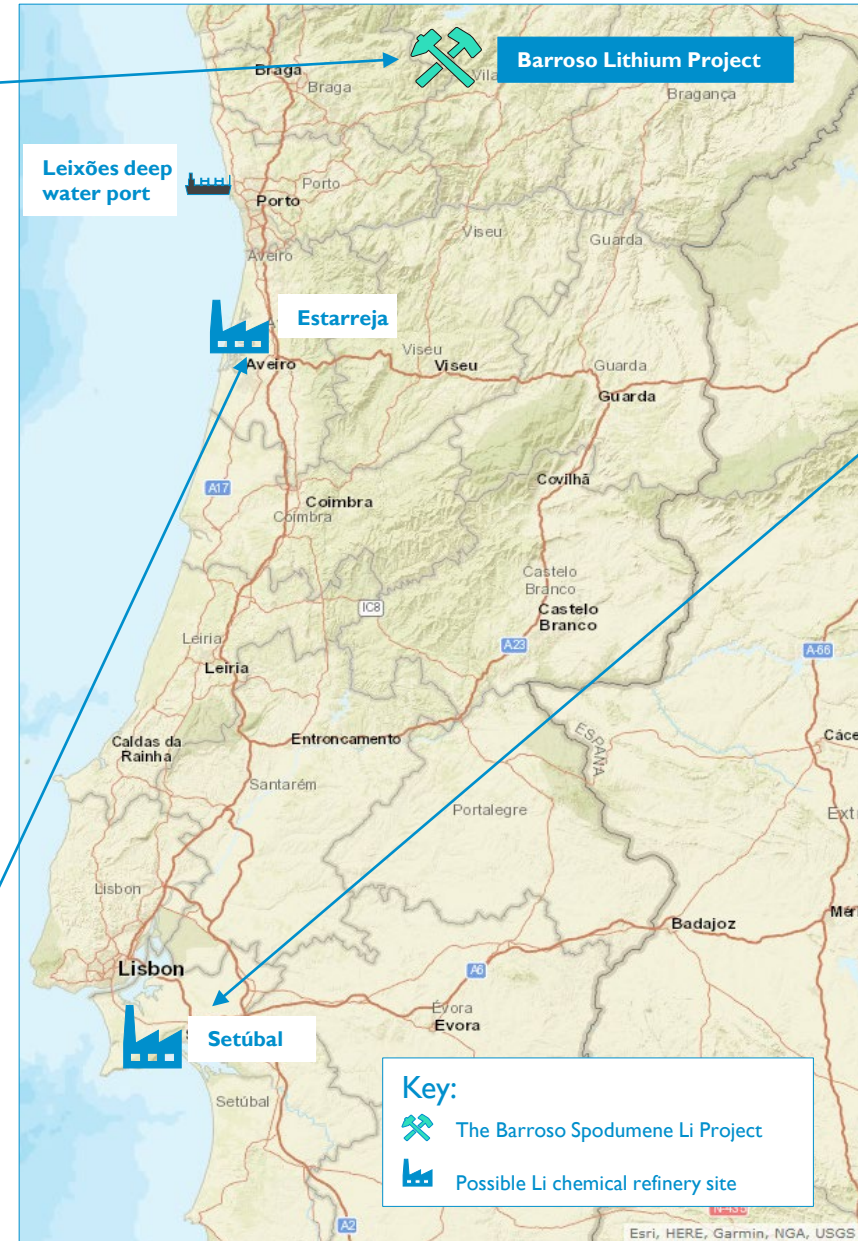 Barroso Lithium Project
Braga
Braga
Vila
Bragança
Leixões deep
water port
Porto
Porto
Viseu
Guarda
Aveiro
Estarreja
Aveiro
Viseu
Viseu
Guarda
Guarda
A17
Coimbra
Coimbra
Covilhã
Castelo
Branco
Castelo
Branco
IC8
A23
A-66
Leiria
Leiria
Caldas da
Rainha
Entroncamento
ESPAÑA
Các
Santarém
Portalegre
Ext
Lisbon
Badajoz
Mér
Lisbon
A6
Évora
Évora
Setúbal
Setúbal
Key:
The Barroso Spodumene Li Project
Possible Li chemical refinery site
A2
Esri, HERE, Garmin, NGA, USGS